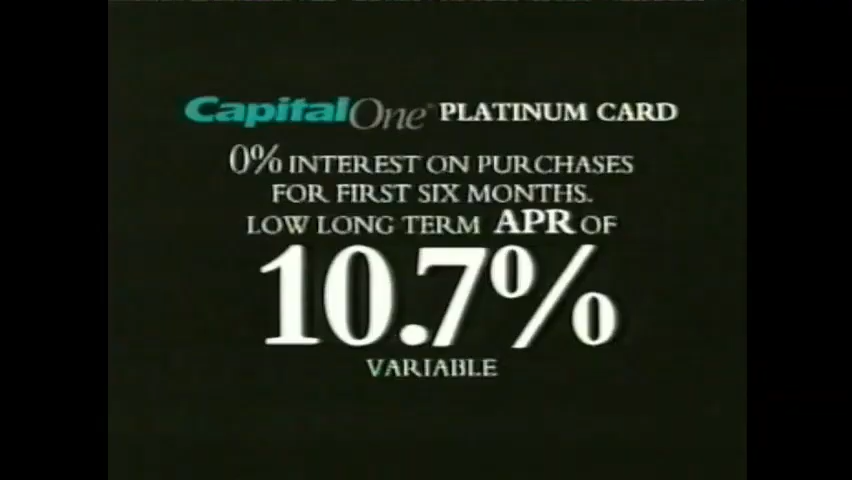 CapitalOne® PLATINUM CARD
0% INTEREST ON PURCHASES
FOR FIRST SIX MONTHS.
LOW LONG TERM APR OF
10.7%
VARIABLE